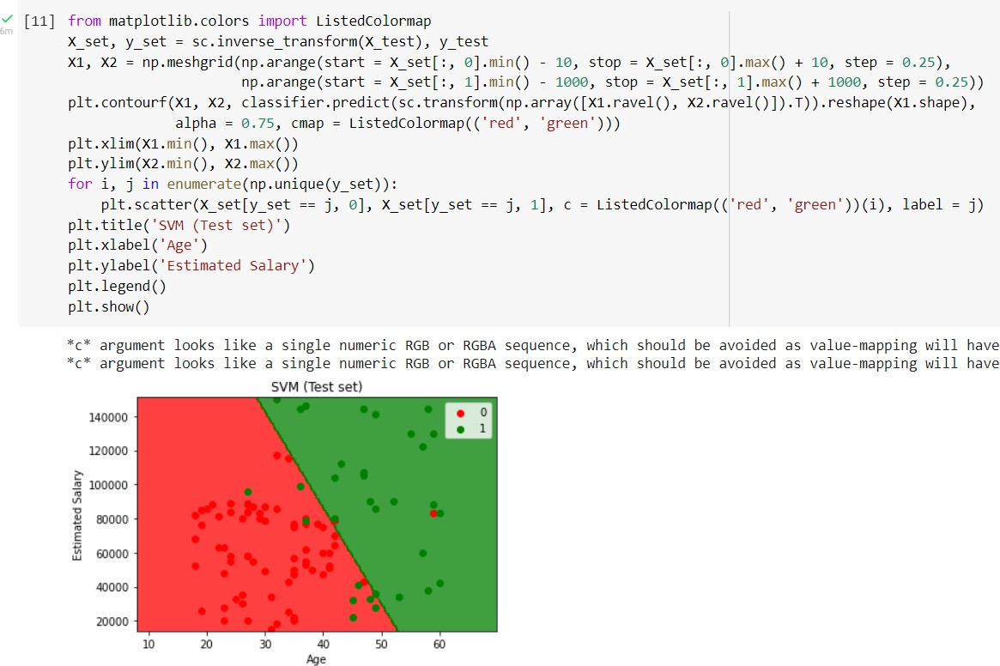 [11] from matplotlib.colors import ListedColormap
6m
X_set, y_set = sc.inverse_transform(X_test), y_test
X1, X2 = np.meshgrid(np.arange(start = X_set[:, 0].min() - 10, stop = X_set[:, 0].max() + 10, step = 0.25),
                     np.arange(start = X_set[:, 1].min() - 1000, stop = X_set[:, 1].max() + 1000, step = 0.25))
plt.contourf(X1, X2, classifier.predict(sc.transform(np.array([X1.ravel(), X2.ravel()]).T)).reshape(X1.shape),
             alpha = 0.75, cmap = ListedColormap(('red', 'green')))
plt.xlim(X1.min(), X1.max())
plt.ylim(X2.min(), X2.max())
for i, j in enumerate(np.unique(y_set)):
    plt.scatter(X_set[y_set == j, 0], X_set[y_set == j, 1], c = ListedColormap(('red', 'green'))(i), label = j)
plt.title('SVM (Test set)')
plt.xlabel('Age')
plt.ylabel('Estimated Salary')
plt.legend()
plt.show()
*c* argument looks like a single numeric RGB or RGBA sequence, which should be avoided as value-mapping will have
*c* argument looks like a single numeric RGB or RGBA sequence, which should be avoided as value-mapping will have
SVM (Test set)
0
1
140000
120000
100000
80000
60000
40000
20000
Estimated Salary
10 20 30 40 50 60
Age